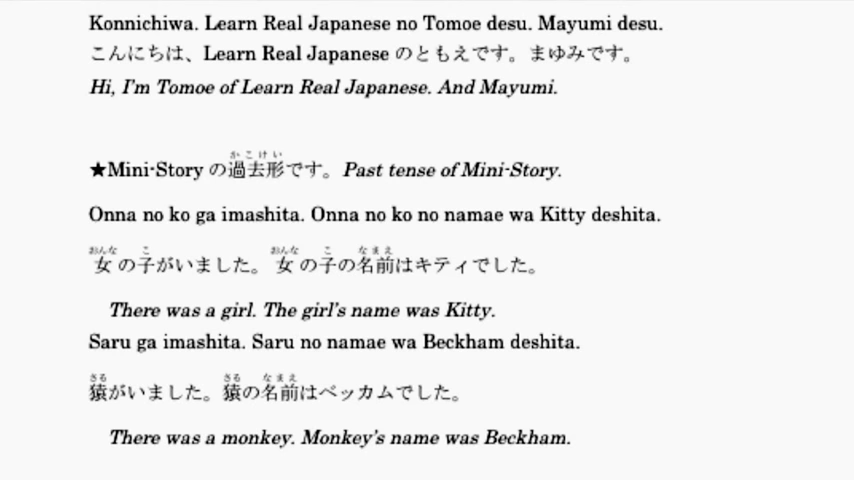 Konnichiwa. Learn Real Japanese no Tomoe desu. Mayumi desu.
こんにちは、Learn Real Japanese のともえです。まゆみです。
Hi, I'm Tomoe of Learn Real Japanese. And Mayumi.
かこけい
★Mini-Story の過去形です。Past tense of Mini-Story.
Onna no ko ga imashita. Onna no ko no namae wa Kitty deshita.
おんな こ おんな こ なまえ
女の子がいました。女の子の名前はキティでした。
There was a girl. The girl's name was Kitty.
Saru ga imashita. Saru no namae wa Beckham deshita.
さる さる なまえ
猿がいました。猿の名前はベッカムでした。
There was a monkey. Monkey's name was Beckham.